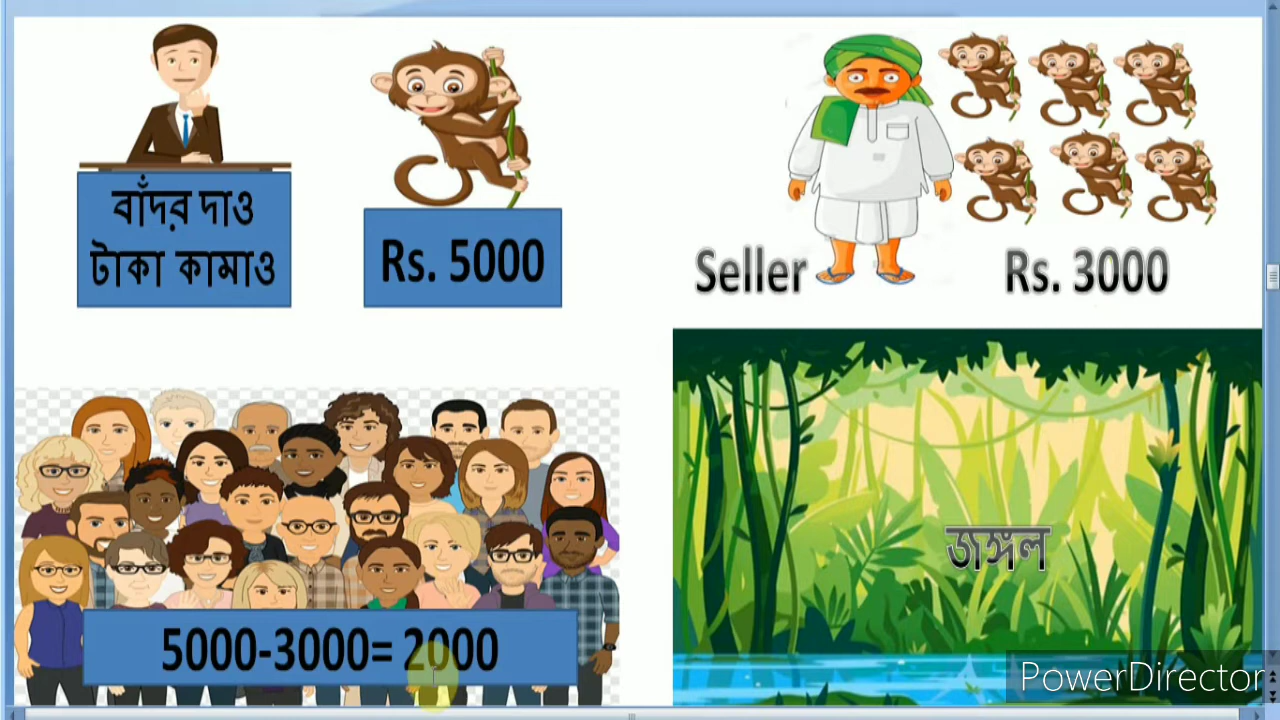 বাঁদর দাও
টাকা কামাও
Rs. 5000
Seller
Rs. 3000
জঙ্গল
5000-3000= 2000
PowerDirector